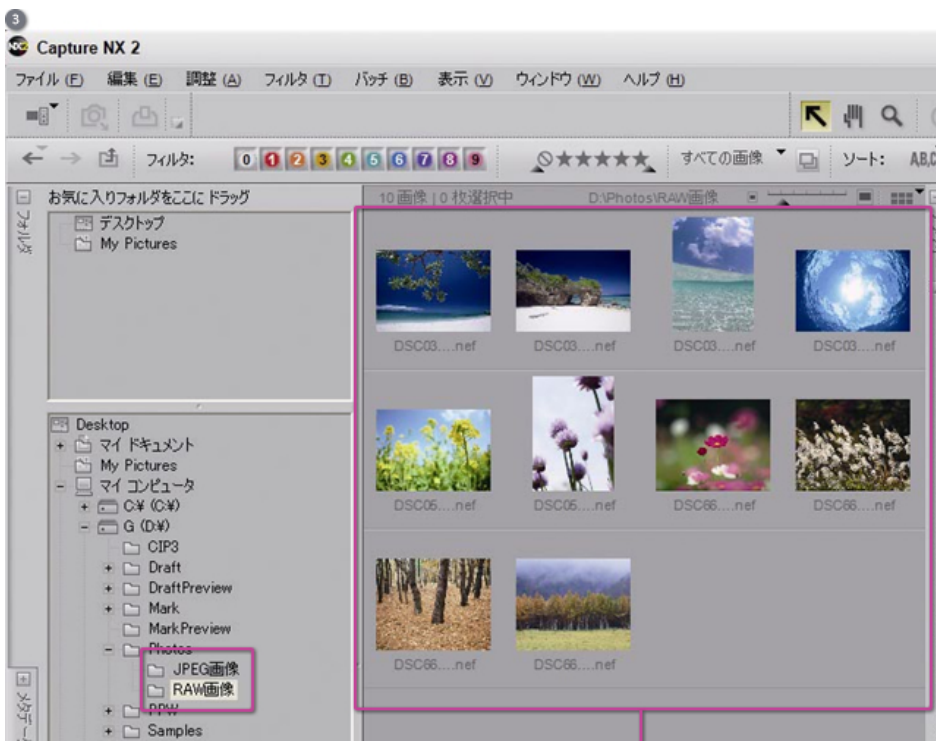 3
Capture NX 2
ファイル (F) 編集 (E) 調整 (A) フィルタ (T) バッチ (B) 表示 (V) ウィンドウ (W) ヘルプ (H)
フィルタ: 0 1 2 3 4 5 6 7 8 9 すべての画像 ソート: AB,C
お気に入りフォルダをここに ドラッグ
10 画像 | 0 枚選択中 D:\Photos\RAW画像
フォルダ
デスクトップ
My Pictures
DSC03....nef DSC03....nef DSC03....nef DSC03....nef
DSC05....nef DSC05....nef DSC66....nef DSC66....nef
DSC66....nef DSC66....nef
Desktop
マイ ドキュメント
My Pictures
マイ コンピュータ
C:¥ (C:¥)
G (D:¥)
CIP3
Draft
DraftPreview
Mark
MarkPreview
Photos
JPEG画像
RAW画像
PPW
Samples
メタデー